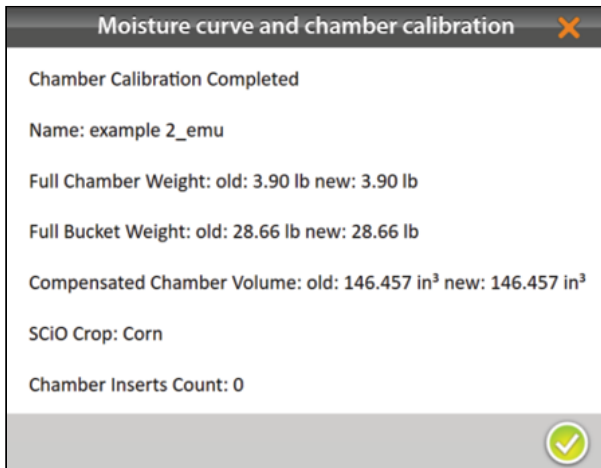 Moisture curve and chamber calibration
Chamber Calibration Completed
Name: example 2_emu
Full Chamber Weight: old: 3.90 lb new: 3.90 lb
Full Bucket Weight: old: 28.66 lb new: 28.66 lb
Compensated Chamber Volume: old: 146.457 in³ new: 146.457 in³
SCiO Crop: Corn
Chamber Inserts Count: 0